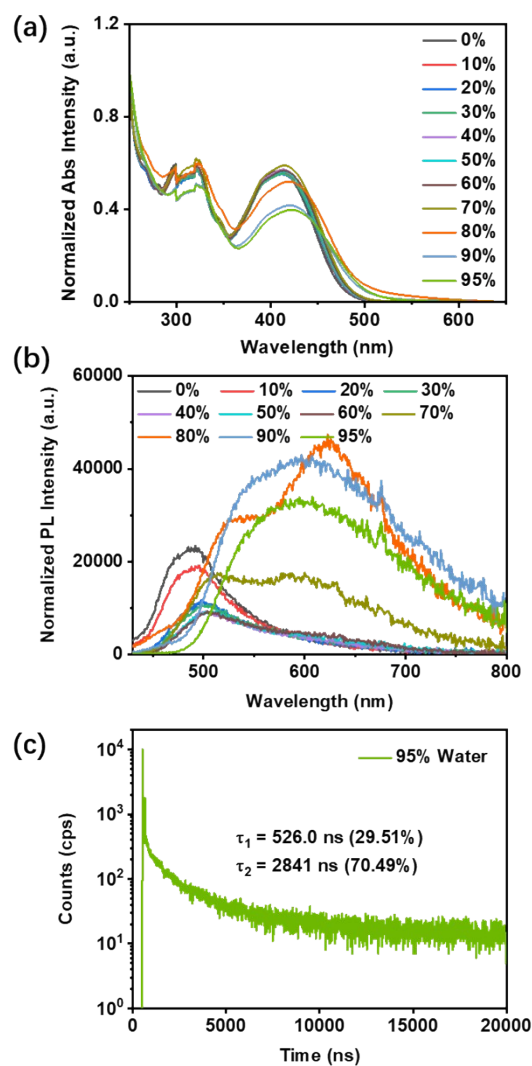 (a)
Normalized Abs Intensity (a.u.)
1.2
0.8
0.4
0.0
0%
10%
20%
30%
40%
50%
60%
70%
80%
90%
95%
300 400 500 600
Wavelength (nm)
(b)
Normalized PL Intensity (a.u.)
60000
40000
20000
0
0% 10% 20% 30%
40% 50% 60% 70%
80% 90% 95%
500 600 700 800
Wavelength (nm)
(c)
Counts (cps)
10⁴
10³
10²
10¹
10⁰
95% Water
τ₁ = 526.0 ns (29.51%)
τ₂ = 2841 ns (70.49%)
0 5000 10000 15000 20000
Time (ns)